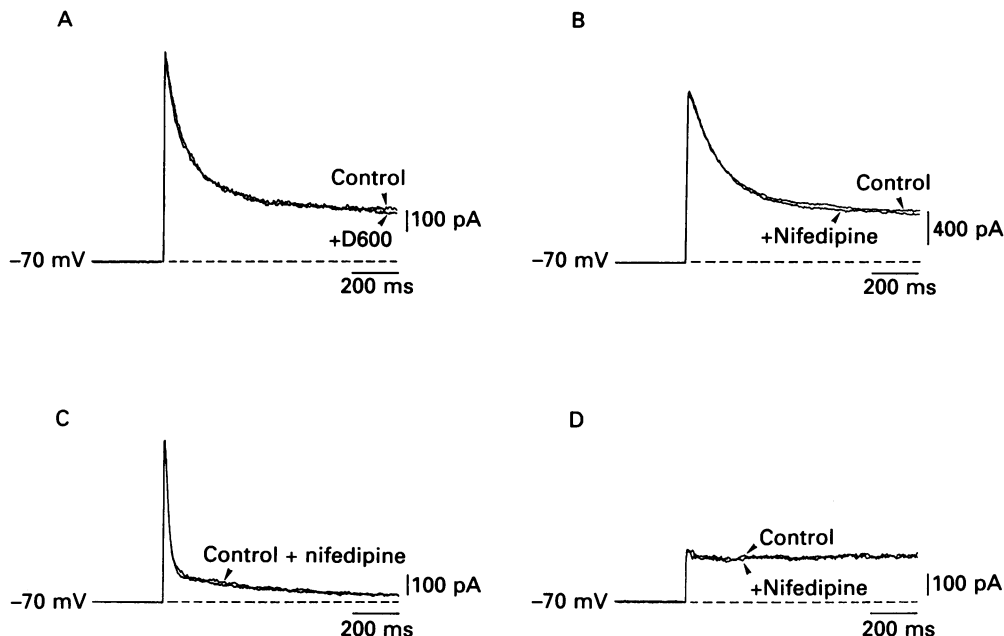 A
Control
100 pA
+D600
–70 mV
200 ms
B
Control
+Nifedipine
400 pA
–70 mV
200 ms
C
Control + nifedipine
100 pA
–70 mV
200 ms
D
Control
+Nifedipine
100 pA
–70 mV
200 ms